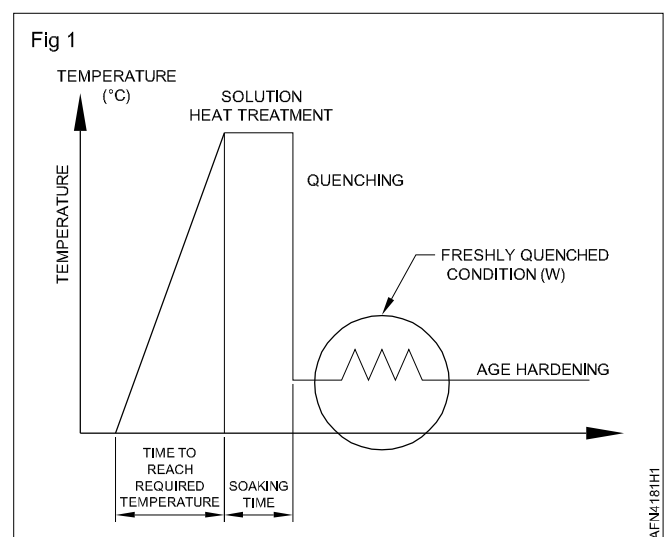 Fig 1
TEMPERATURE
(°C)
SOLUTION
HEAT TREATMENT
TEMPERATURE
QUENCHING
FRESHLY QUENCHED
CONDITION (W)
AGE HARDENING
TIME TO
REACH
REQUIRED
TEMPERATURE
SOAKING
TIME
AFN4181H1